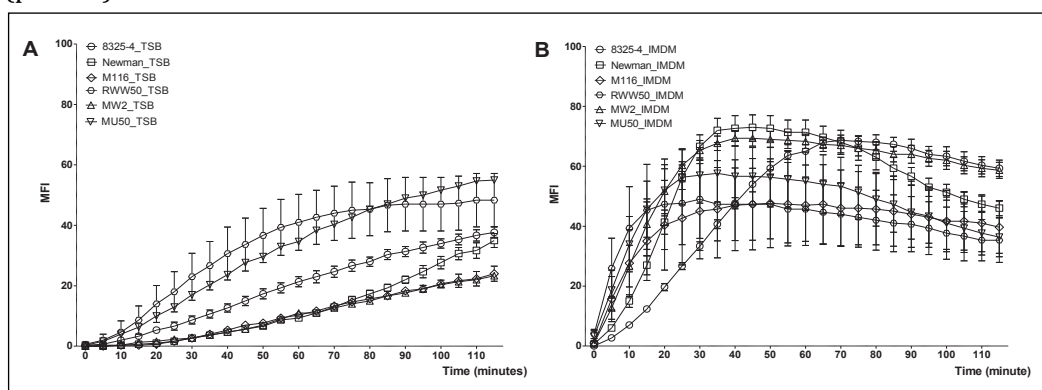 A
8325-4_TSB
Newman_TSB
M116_TSB
RWW50_TSB
MW2_TSB
MU50_TSB
MFI
100
80
60
40
20
0
0 10 20 30 40 50 60 70 80 90 100 110
Time (minutes)
B
8325-4_IMDM
Newman_IMDM
M116_IMDM
RWW50_IMDM
MW2_IMDM
MU50_IMDM
MFI
100
80
60
40
20
0
0 10 20 30 40 50 60 70 80 90 100 110
Time (minute)